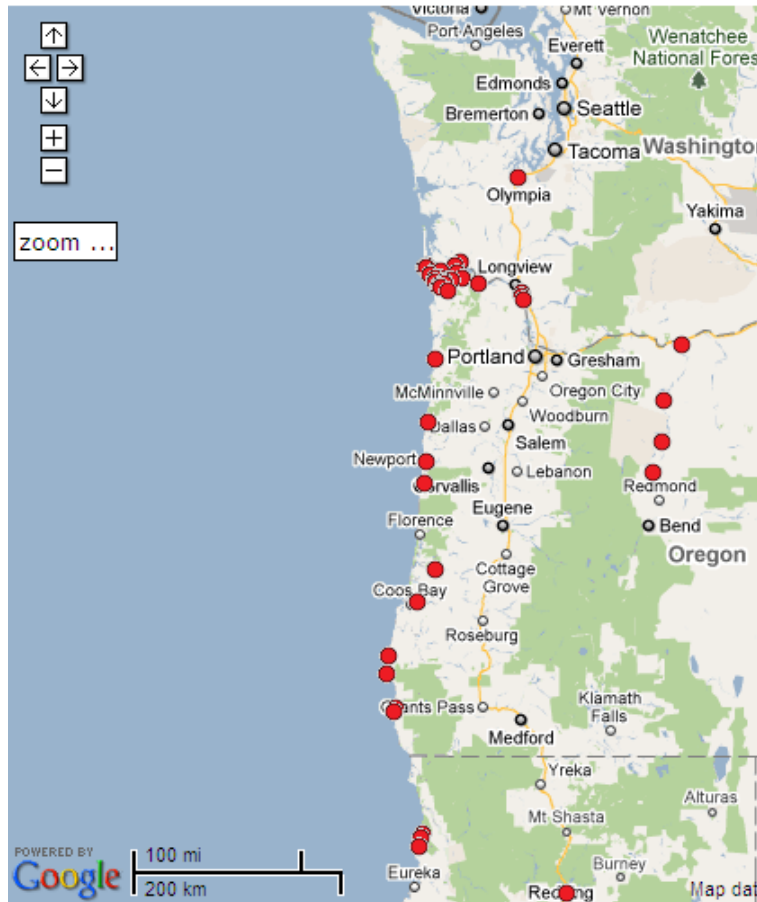 Victoria
Mt Vernon
Port Angeles
Everett
Wenatchee
National Fores
Edmonds
Bremerton
Seattle
Tacoma
Washington
Olympia
Yakima
zoom ...
Longview
Portland
Gresham
McMinnville
Oregon City
Woodburn
Dallas
Salem
Newport
Lebanon
Corvallis
Redmond
Florence
Eugene
Bend
Oregon
Cottage
Grove
Coos Bay
Roseburg
Grants Pass
Klamath
Falls
Medford
Yreka
Alturas
Mt Shasta
POWERED BY
Google
100 mi
200 km
Eureka
Burney
Redding
Map dat